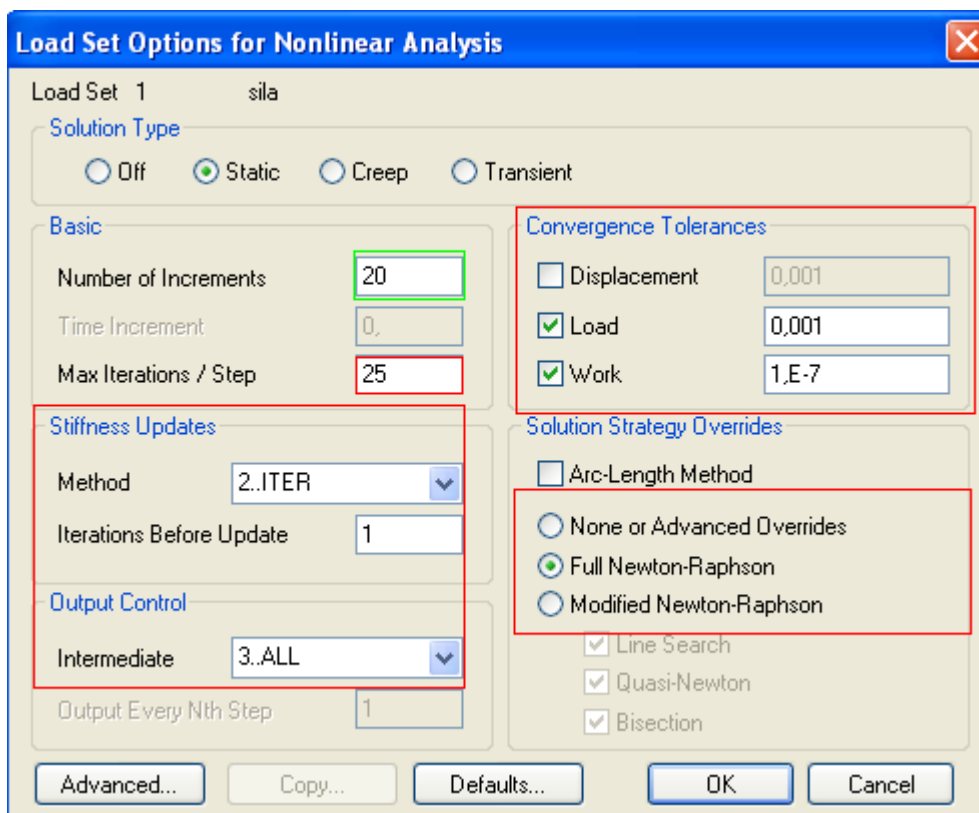 Load Set Options for Nonlinear Analysis
Load Set 1 sila
Solution Type
Off Static Creep Transient
Basic
Number of Increments 20
Time Increment 0,
Max Iterations / Step 25
Convergence Tolerances
Displacement 0,001
Load 0,001
Work 1,E-7
Stiffness Updates
Method 2..ITER
Iterations Before Update 1
Solution Strategy Overrides
Arc-Length Method
None or Advanced Overrides
Full Newton-Raphson
Modified Newton-Raphson
Line Search
Quasi-Newton
Bisection
Output Control
Intermediate 3..ALL
Output Every Nth Step 1
Advanced... Copy... Defaults... OK Cancel